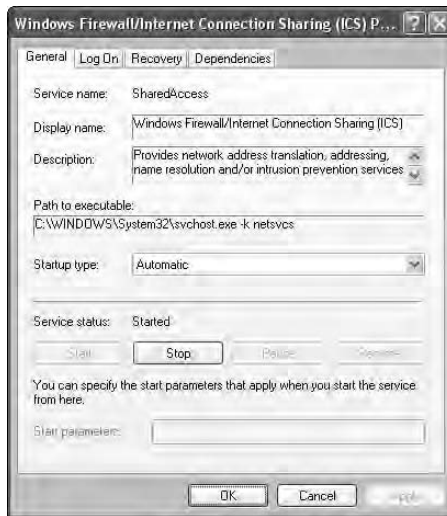 Windows Firewall/Internet Connection Sharing (ICS) P...
General Log On Recovery Dependencies
Service name: SharedAccess
Display name: Windows Firewall/Internet Connection Sharing (ICS)
Description: Provides network address translation, addressing,
name resolution and/or intrusion prevention services
Path to executable:
C:\WINDOWS\System32\svchost.exe -k netsvcs
Startup type: Automatic
Service status: Started
Start Stop Pause Resume
You can specify the start parameters that apply when you start the service
from here.
Start parameters:
OK Cancel Apply